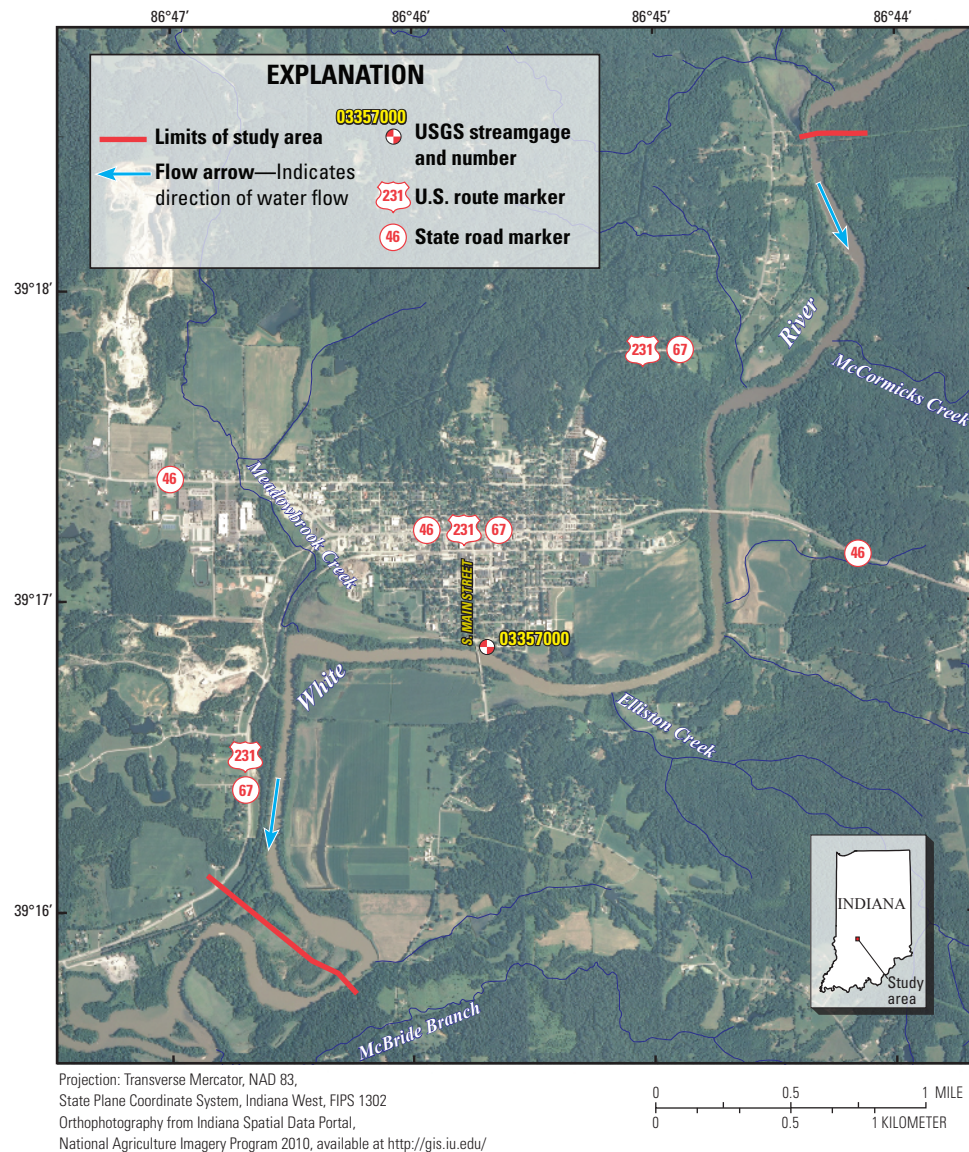 86°47'
86°46'
86°45'
86°44'
EXPLANATION
Limits of study area
Flow arrow—Indicates
direction of water flow
03357000
USGS streamgage
and number
231
U.S. route marker
46
State road marker
39°18'
River
231
67
McCormicks Creek
46
Meadowbrook Creek
46
231
67
46
39°17'
S. MAIN STREET
03357000
White
Elliston Creek
231
67
39°16'
INDIANA
Study
area
McBride Branch
Projection: Transverse Mercator, NAD 83,
State Plane Coordinate System, Indiana West, FIPS 1302
Orthophotography from Indiana Spatial Data Portal,
National Agriculture Imagery Program 2010, available at http://gis.iu.edu/
0 0.5 1 MILE
0 0.5 1 KILOMETER